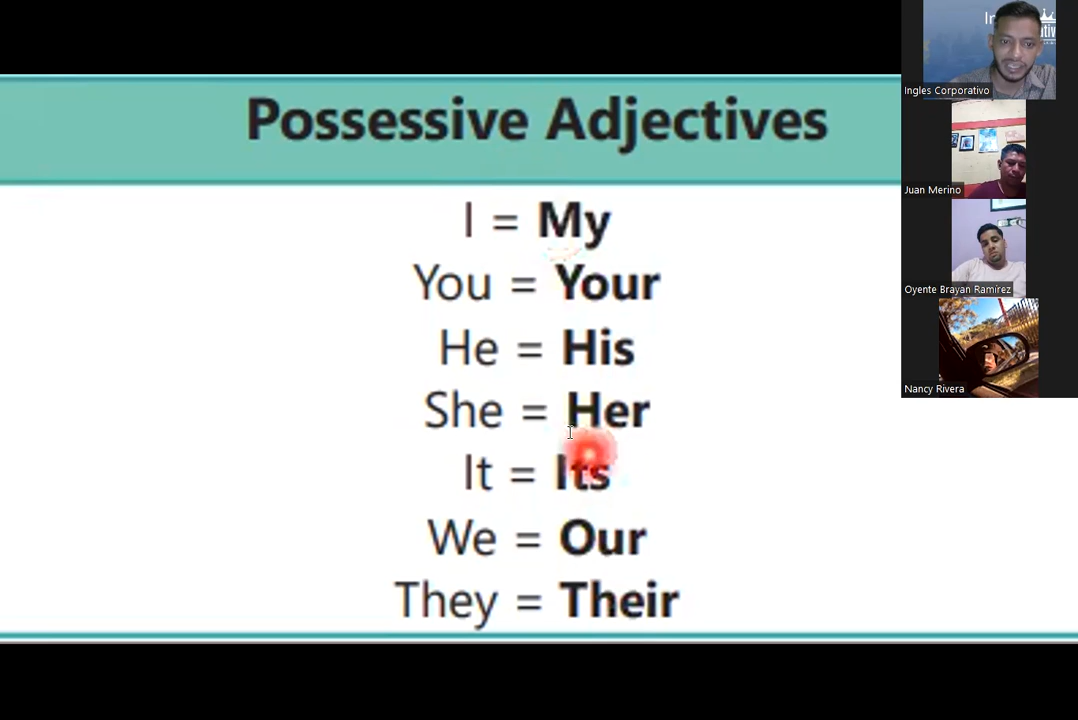 Possessive Adjectives
I = My
You = Your
He = His
She = Her
It = Its
We = Our
They = Their
Ingles Corporativo
Juan Merino
Oyente Brayan Ramírez
Nancy Rivera